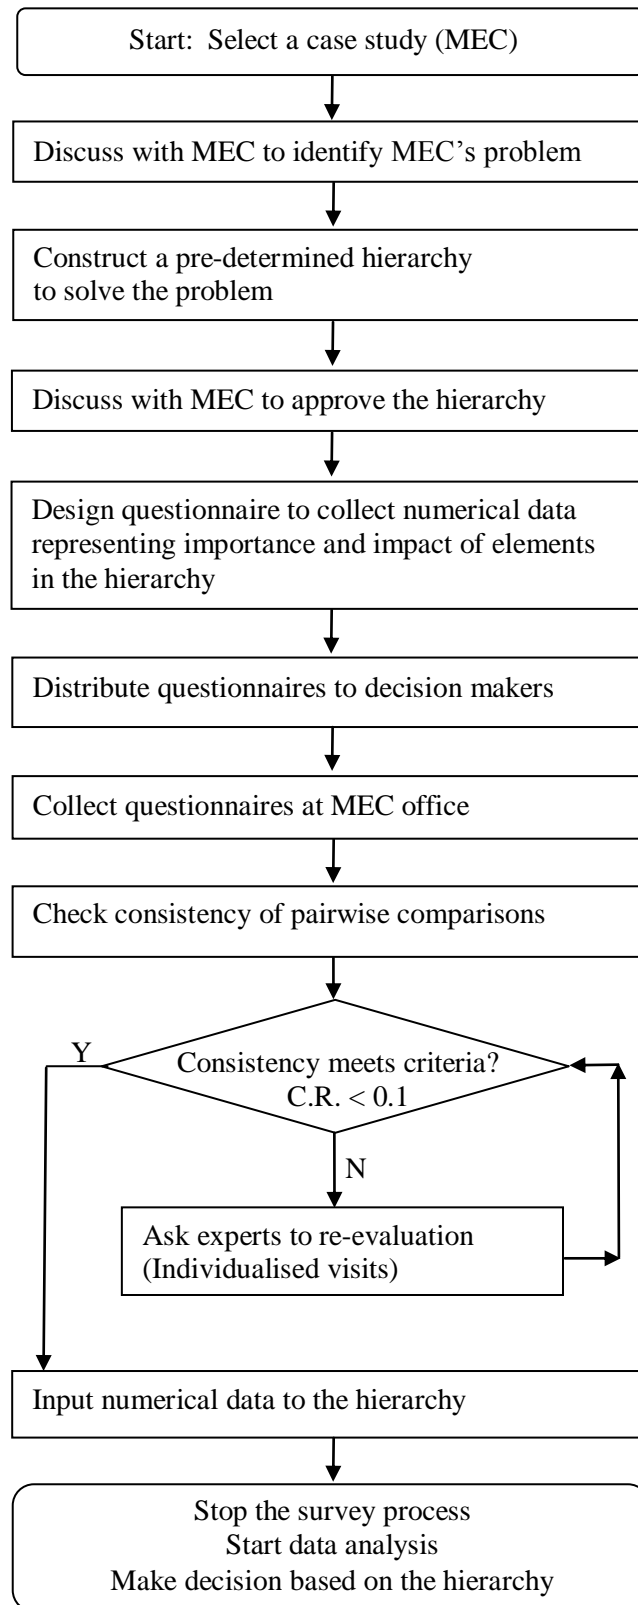 Start:  Select a case study (MEC)
Discuss with MEC to identify MEC’s problem
Construct a pre-determined hierarchy
to solve the problem
Discuss with MEC to approve the hierarchy
Design questionnaire to collect numerical data
representing importance and impact of elements
in the hierarchy
Distribute questionnaires to decision makers
Collect questionnaires at MEC office
Check consistency of pairwise comparisons
Y
Consistency meets criteria?
C.R. < 0.1
N
Ask experts to re-evaluation
(Individualised visits)
Input numerical data to the hierarchy
Stop the survey process
Start data analysis
Make decision based on the hierarchy